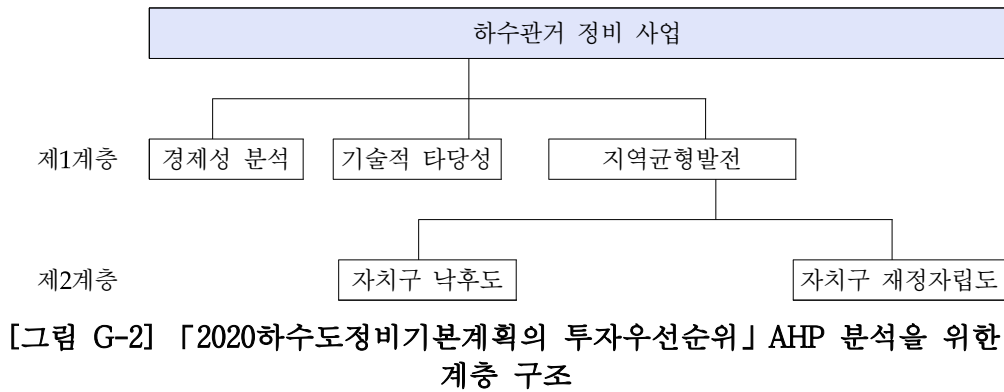 하수관거 정비 사업
제1계층 경제성 분석 기술적 타당성 지역균형발전
제2계층 자치구 낙후도 자치구 재정자립도
[그림 G-2] 「2020하수도정비기본계획의 투자우선순위」 AHP 분석을 위한
계층 구조